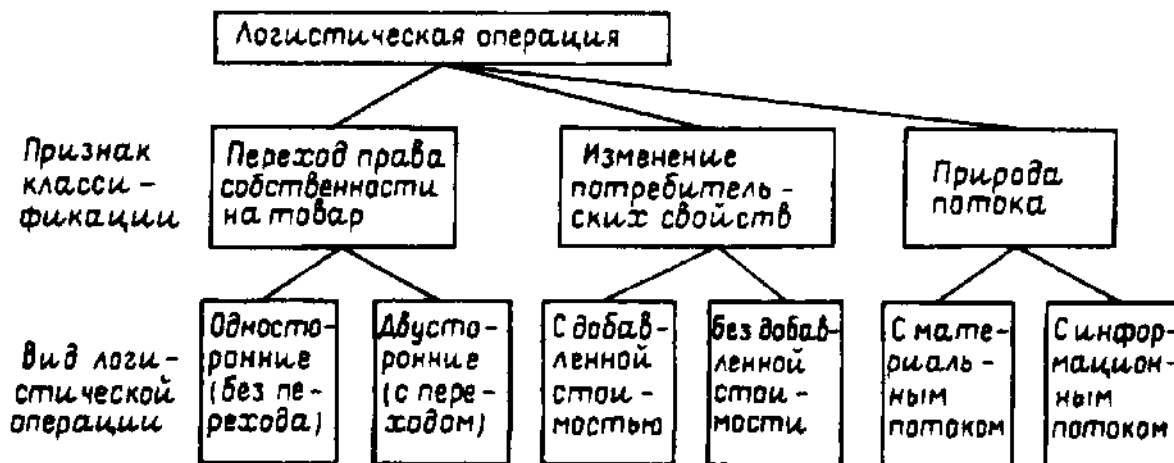 Логистическая операция
Признак
класси-
фикации
Переход права
собственности
на товар
Изменение
потребитель-
ских свойств
Природа
потока
Вид логи-
стической
операции
Односто-
ронние
(без пе-
рехода)
Двусто-
ронние
(с пере-
ходом)
С добав-
ленной
стои-
мостью
Без добав-
ленной
стои-
мости
С мате-
риаль-
ным
потоком
С инфор-
мацион-
ным
потоком